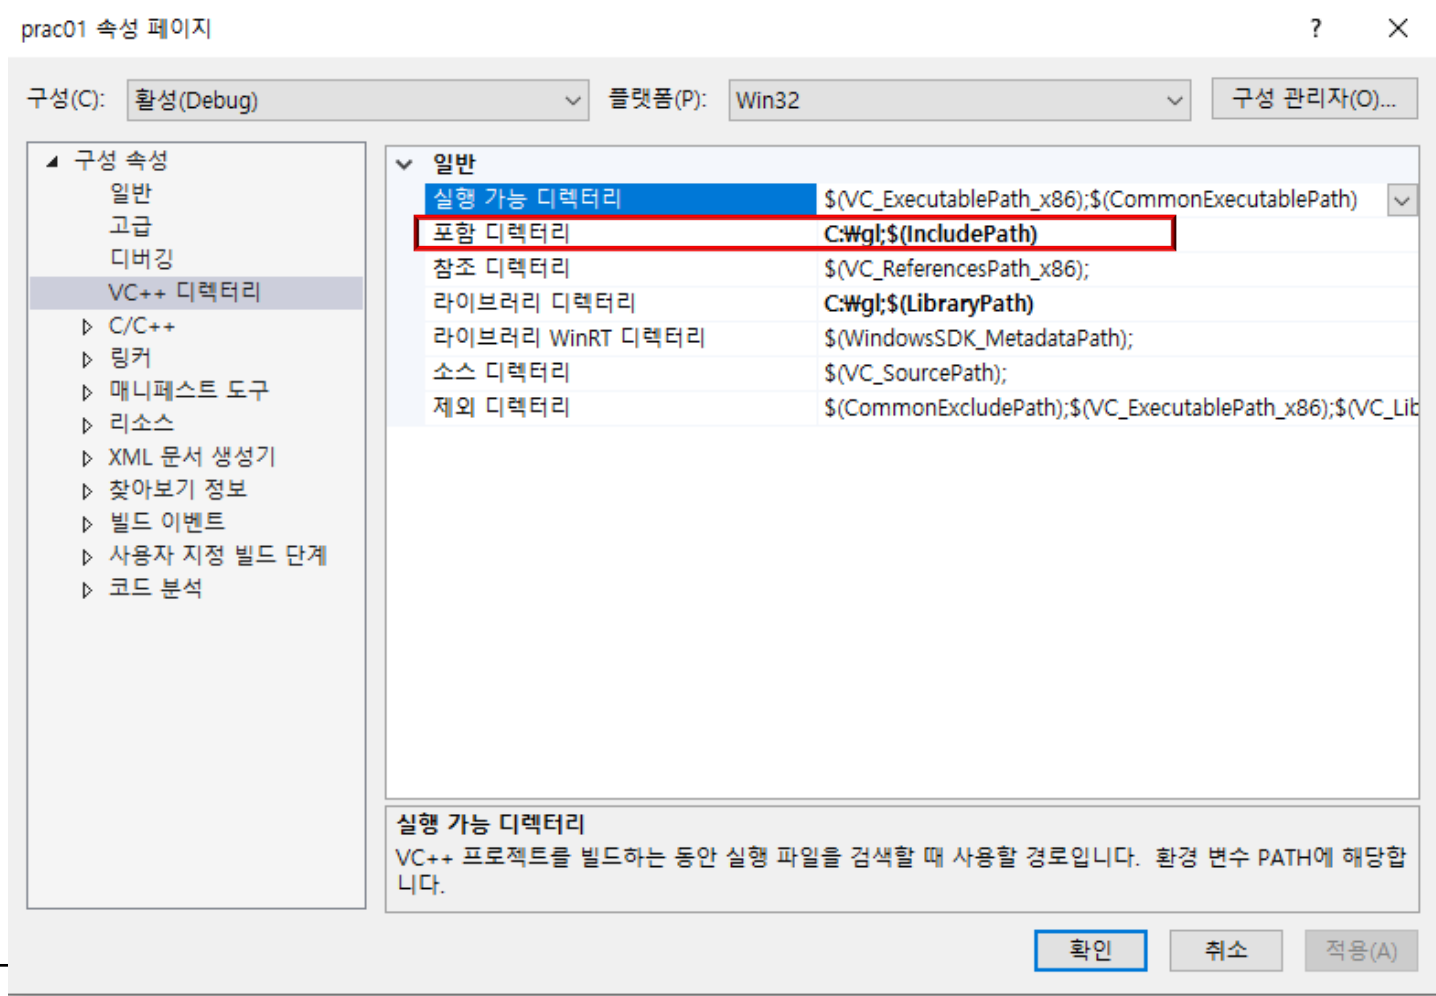 prac01 속성 페이지 ?
구성(C): 활성(Debug) 플랫폼(P): Win32 구성 관리자(O)...
구성 속성
일반
고급
디버깅
VC++ 디렉터리
C/C++
링커
매니페스트 도구
리소스
XML 문서 생성기
찾아보기 정보
빌드 이벤트
사용자 지정 빌드 단계
코드 분석
일반
실행 가능 디렉터리 $(VC_ExecutablePath_x86);$(CommonExecutablePath)
포함 디렉터리 C:₩gl;$(IncludePath)
참조 디렉터리 $(VC_ReferencesPath_x86);
라이브러리 디렉터리 C:₩gl;$(LibraryPath)
라이브러리 WinRT 디렉터리 $(WindowsSDK_MetadataPath);
소스 디렉터리 $(VC_SourcePath);
제외 디렉터리 $(CommonExcludePath);$(VC_ExecutablePath_x86);$(VC_Lib
실행 가능 디렉터리
VC++ 프로젝트를 빌드하는 동안 실행 파일을 검색할 때 사용할 경로입니다. 환경 변수 PATH에 해당합
니다.
확인 취소 적용(A)